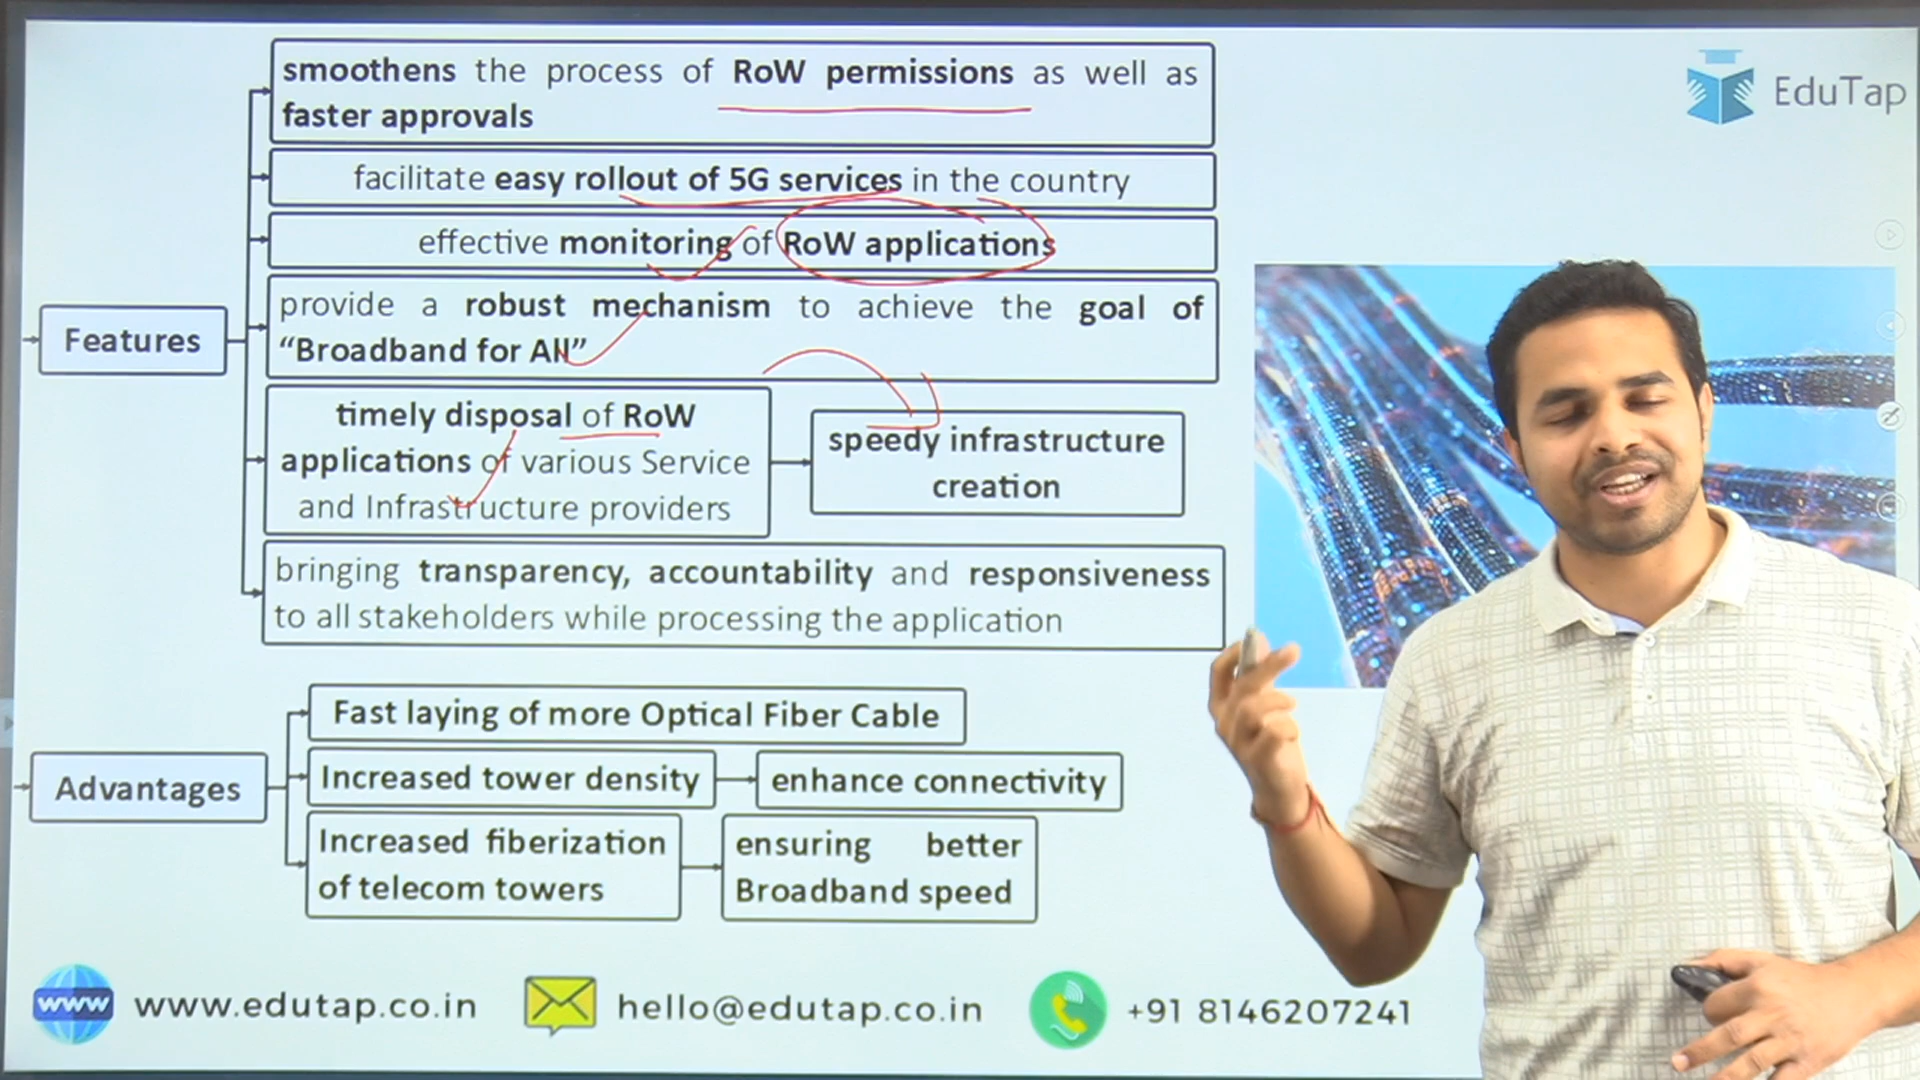 smoothens the process of RoW permissions as well as
faster approvals
EduTap
facilitate easy rollout of 5G services in the country
effective monitoring of RoW applications
Features
provide a robust mechanism to achieve the goal of
“Broadband for All”
timely disposal of RoW
applications of various Service
and Infrastructure providers
speedy infrastructure
creation
bringing transparency, accountability and responsiveness
to all stakeholders while processing the application
Advantages
Fast laying of more Optical Fiber Cable
Increased tower density
enhance connectivity
Increased fiberization
of telecom towers
ensuring better
Broadband speed
www
www.edutap.co.in
hello@edutap.co.in
+91 8146207241